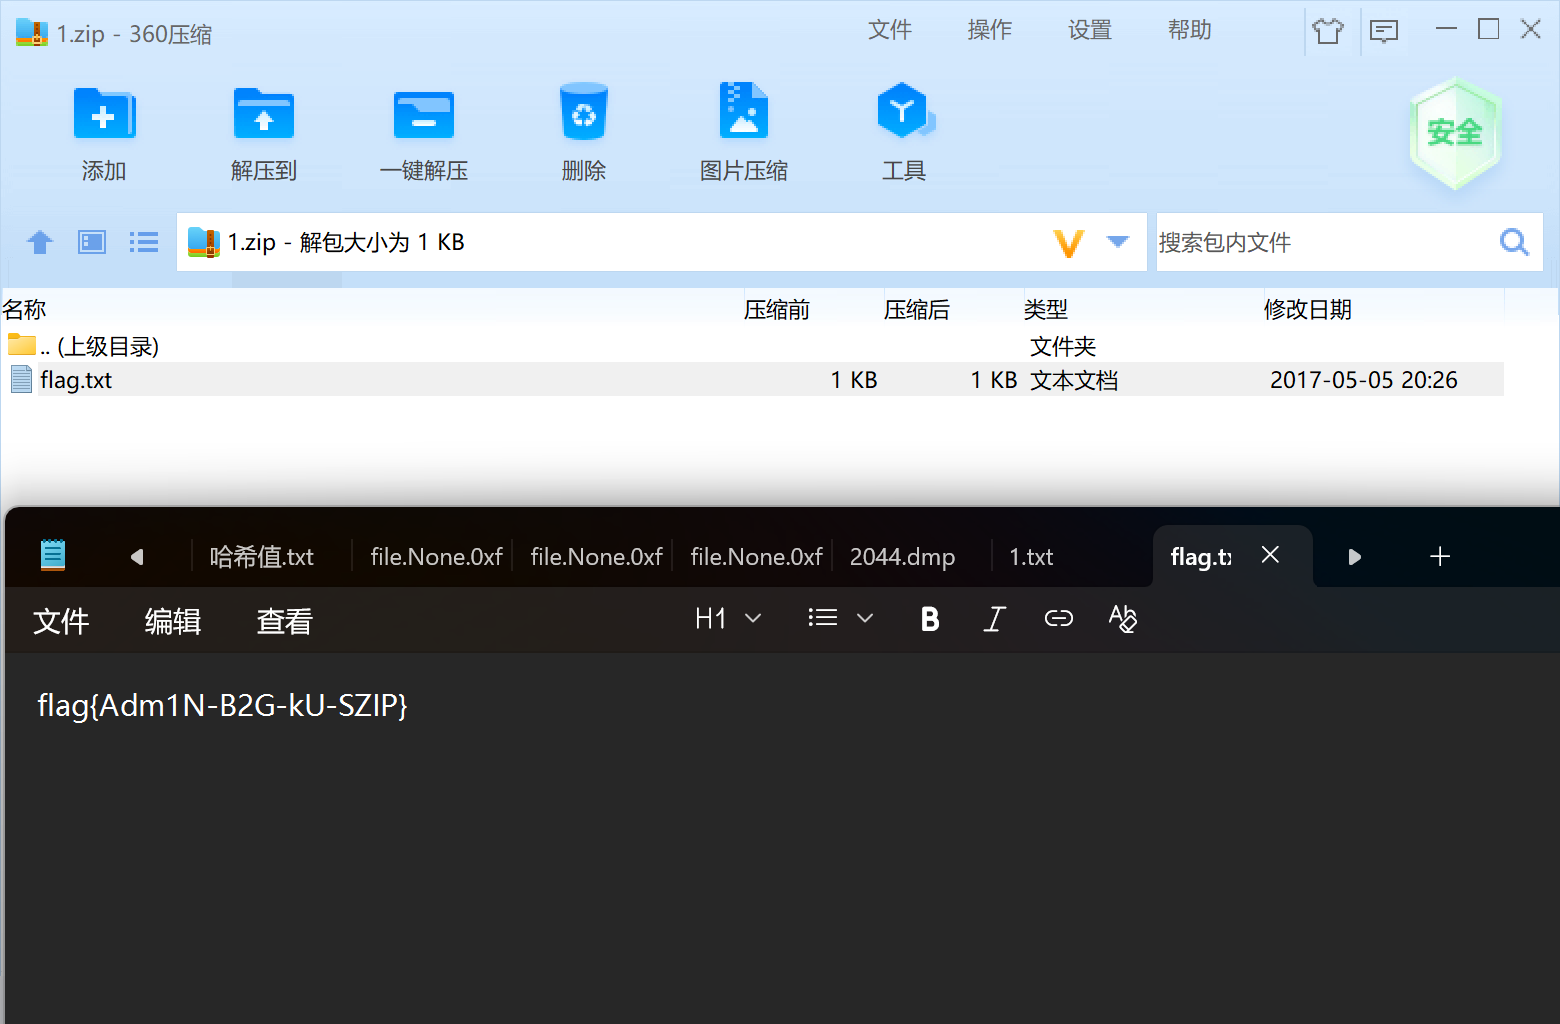 1.zip - 360压缩
文件 操作 设置 帮助
添加 解压到 一键解压 删除 图片压缩 工具
安全
1.zip - 解包大小为 1 KB
搜索包内文件
名称 压缩前 压缩后 类型 修改日期
.. (上级目录) 文件夹
flag.txt 1 KB 1 KB 文本文档 2017-05-05 20:26
哈希值.txt file.None.0xf file.None.0xf file.None.0xf 2044.dmp 1.txt flag.tx
文件 编辑 查看 H1 B I Ab
flag{Adm1N-B2G-kU-SZIP}